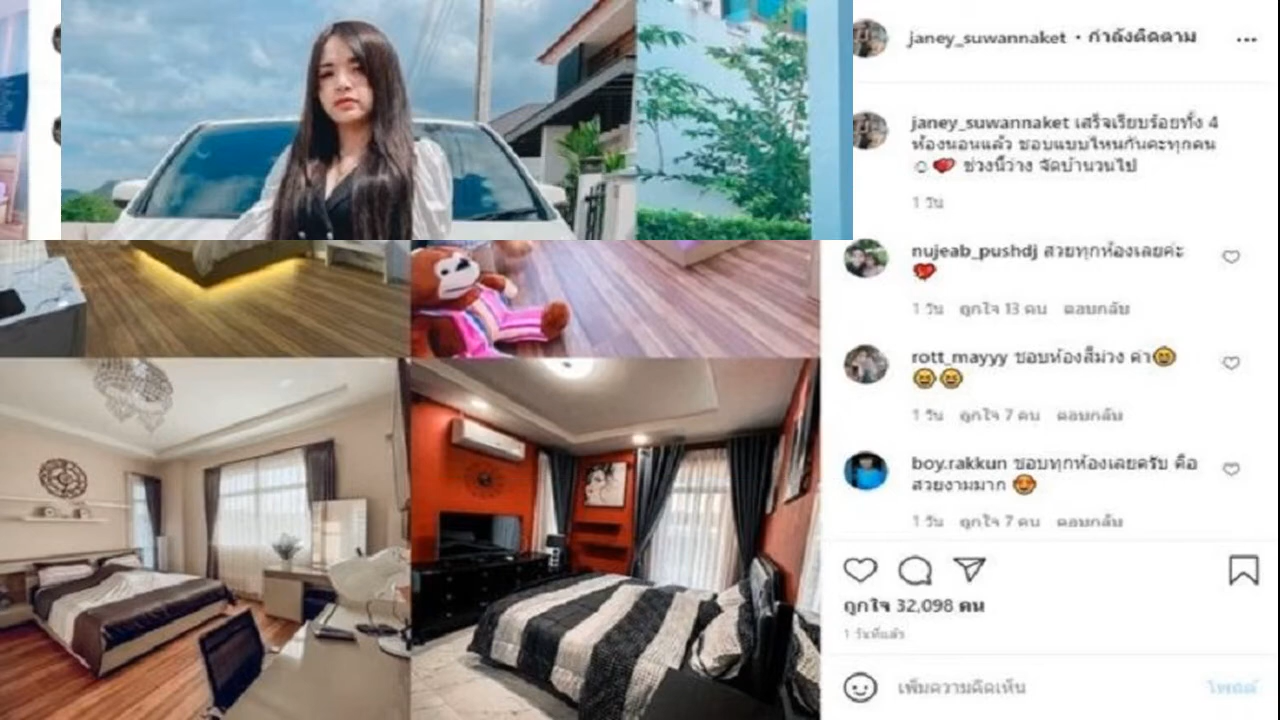 janey_suwannaket • กำลังติดตาม
janey_suwannaket เสร็จเรียบร้อยทั้ง 4
ห้องนอนแล้ว ชอบแบบไหนกันคะทุกคน
☺️💓 ช่วงนี้ว่าง จัดบ้านวนไป
1 วัน
nujeab_pushdj สวยทุกห้องเลยค่ะ
💓
1 วัน ถูกใจ 13 คน ตอบกลับ
rott_mayyy ชอบห้องสีม่วง ค่า😆
😆😆
1 วัน ถูกใจ 7 คน ตอบกลับ
boy.rakkun ชอบทุกห้องเลยครับ คือ
สวยงามมาก 😍
1 วัน ถูกใจ 7 คน ตอบกลับ
ถูกใจ 32,098 คน
1 วันที่แล้ว
เพิ่มความคิดเห็น โพสต์